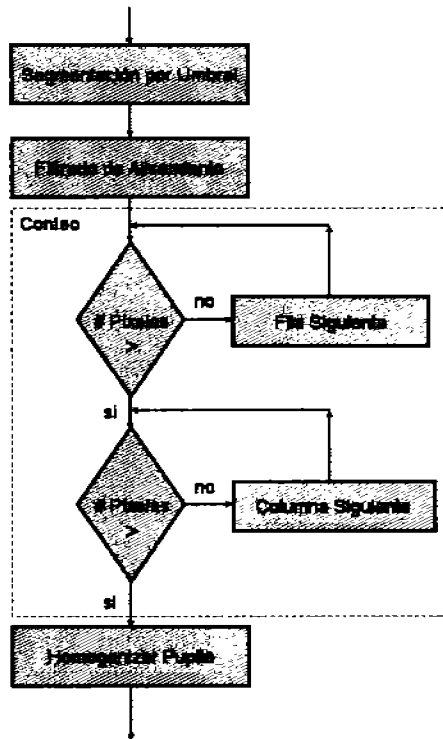 Segmentación por Umbral
Filtrado de Alisamiento
Conteo
# Pixeles
>
no
Fila Siguiente
si
# Pixeles
>
no
Columna Siguiente
si
Homogenizar Pupila